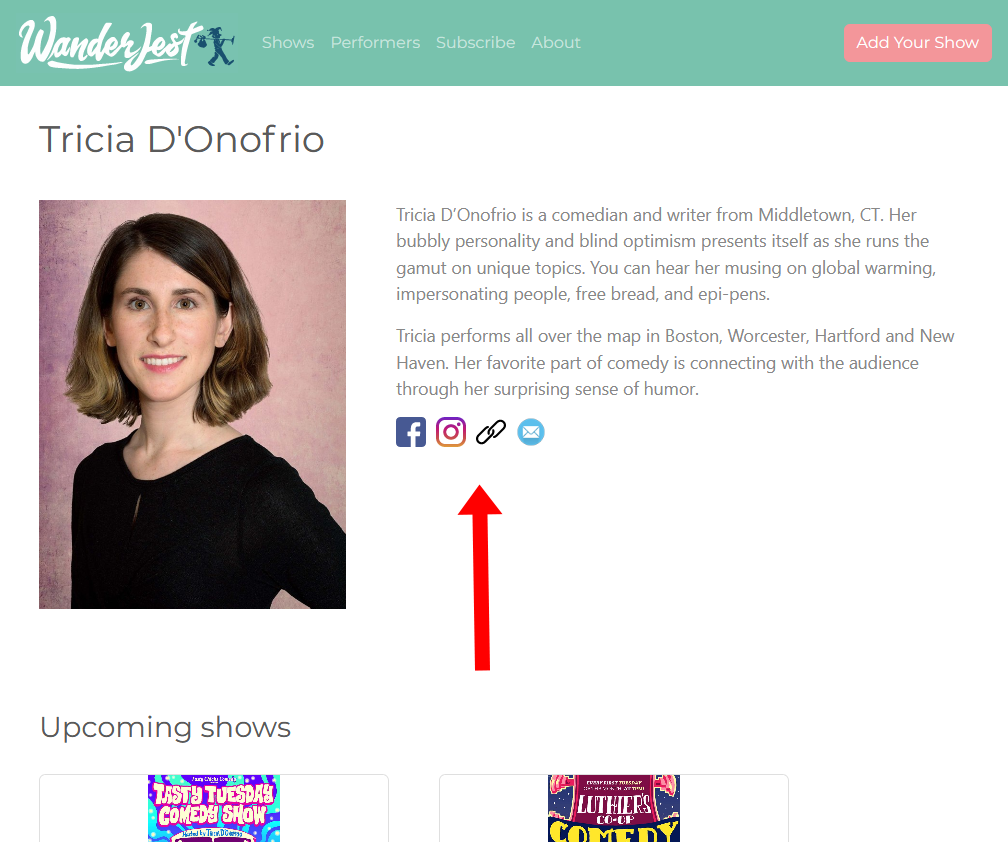 WanderJest
Shows Performers Subscribe About
Add Your Show
Tricia D'Onofrio
Tricia D’Onofrio is a comedian and writer from Middletown, CT. Her
bubbly personality and blind optimism presents itself as she runs the
gamut on unique topics. You can hear her musing on global warming,
impersonating people, free bread, and epi-pens.
Tricia performs all over the map in Boston, Worcester, Hartford and New
Haven. Her favorite part of comedy is connecting with the audience
through her surprising sense of humor.
Upcoming shows
TASTY TUESDAY
COMEDY SHOW
EVERY FIRST TUESDAY
LUTHIER'S
CO-OP
COMEDY